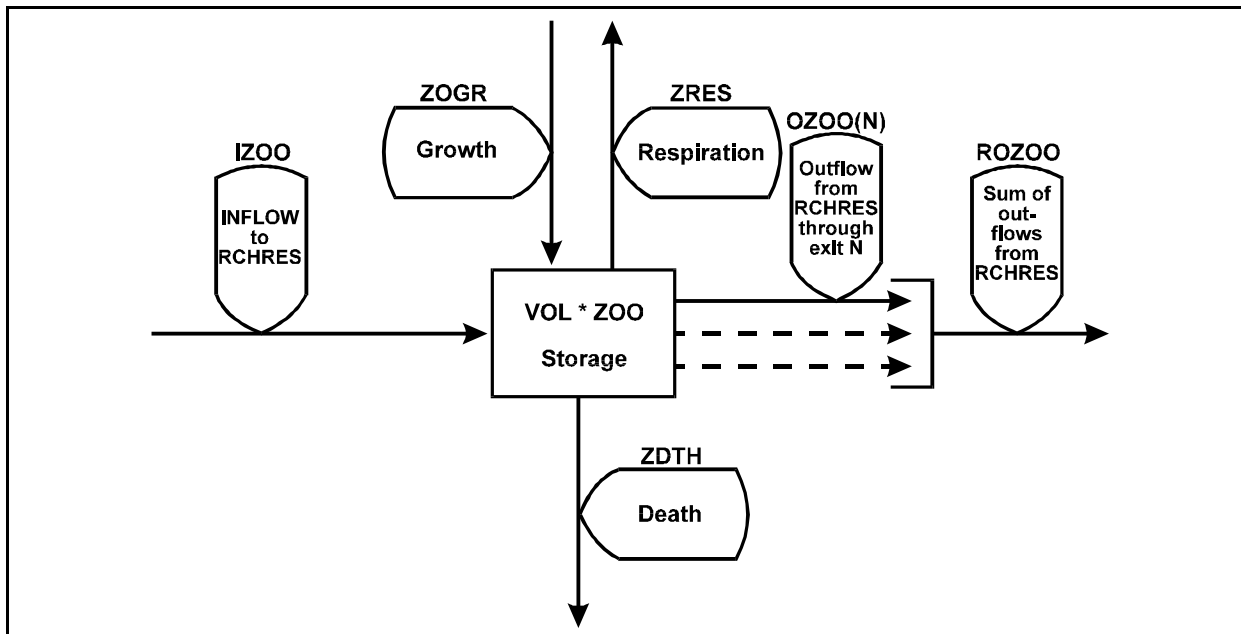 ZOGR
Growth
ZRES
Respiration
IZOO
INFLOW
to
RCHRES
OZOO(N)
Outflow
from
RCHRES
through
exit N
ROZOO
Sum of
out-
flows
from
RCHRES
VOL * ZOO
Storage
ZDTH
Death